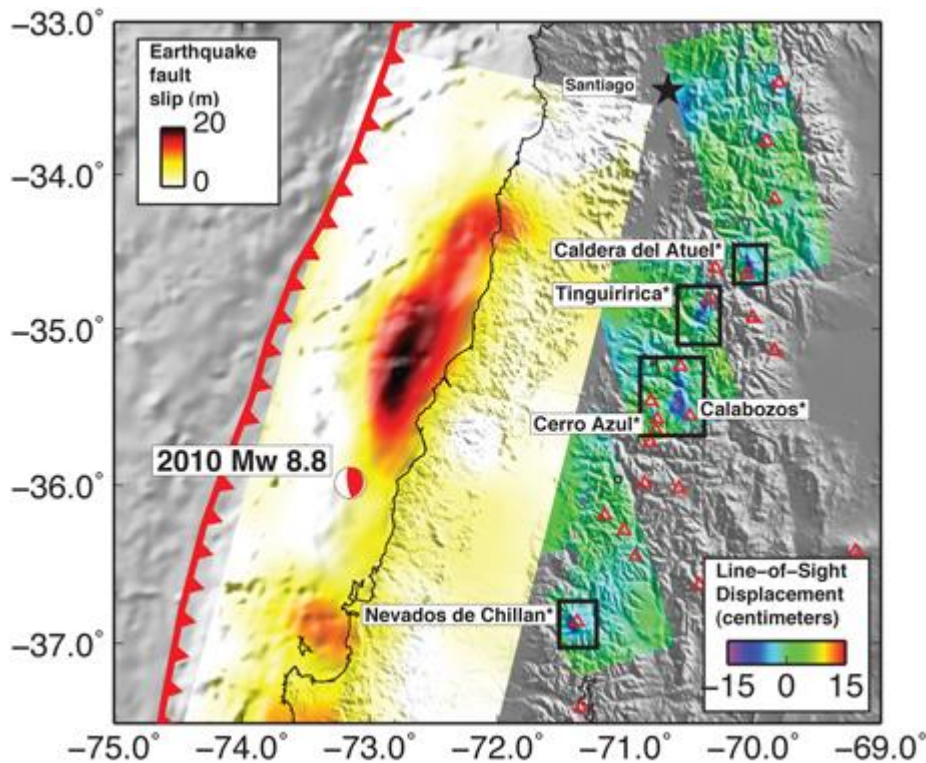 −33.0°
−34.0°
−35.0°
−36.0°
−37.0°
Earthquake
fault
slip (m)
20
0
Santiago
Caldera del Atuel*
Tinguiririca*
Calabozos*
Cerro Azul*
2010 Mw 8.8
Nevados de Chillan*
Line−of−Sight
Displacement
(centimeters)
−15 0 15
−75.0° −74.0° −73.0° −72.0° −71.0° −70.0° −69.0°